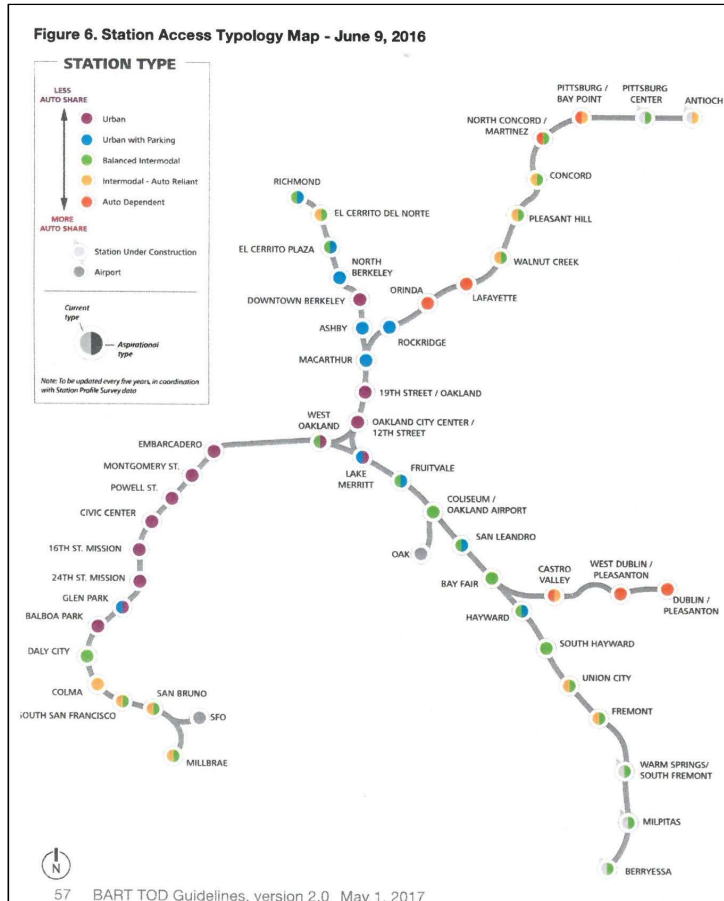 Figure 6. Station Access Typology Map - June 9, 2016
STATION TYPE
LESS
AUTO SHARE
Urban
Urban with Parking
Balanced Intermodal
Intermodal - Auto Reliant
Auto Dependent
MORE
AUTO SHARE
Station Under Construction
Airport
Current
type
Aspirational
type
Note: To be updated every five years, in coordination
with Station Profile Survey data
PITTSBURG /
BAY POINT
PITTSBURG
CENTER
ANTIOCH
NORTH CONCORD /
MARTINEZ
CONCORD
RICHMOND
EL CERRITO DEL NORTE
PLEASANT HILL
EL CERRITO PLAZA
NORTH
BERKELEY
WALNUT CREEK
ORINDA
LAFAYETTE
DOWNTOWN BERKELEY
ASHBY
ROCKRIDGE
MACARTHUR
19TH STREET / OAKLAND
WEST
OAKLAND
OAKLAND CITY CENTER /
12TH STREET
EMBARCADERO
MONTGOMERY ST.
LAKE
MERRITT
FRUITVALE
POWELL ST.
COLISEUM /
OAKLAND AIRPORT
CIVIC CENTER
SAN LEANDRO
16TH ST. MISSION
OAK
CASTRO
VALLEY
WEST DUBLIN /
PLEASANTON
24TH ST. MISSION
BAY FAIR
DUBLIN /
PLEASANTON
GLEN PARK
HAYWARD
BALBOA PARK
SOUTH HAYWARD
DALY CITY
UNION CITY
COLMA
SAN BRUNO
SOUTH SAN FRANCISCO
SFO
FREMONT
MILLBRAE
WARM SPRINGS/
SOUTH FREMONT
MILPITAS
BERRYESSA
N
57 BART TOD Guidelines, version 2.0 May 1, 2017